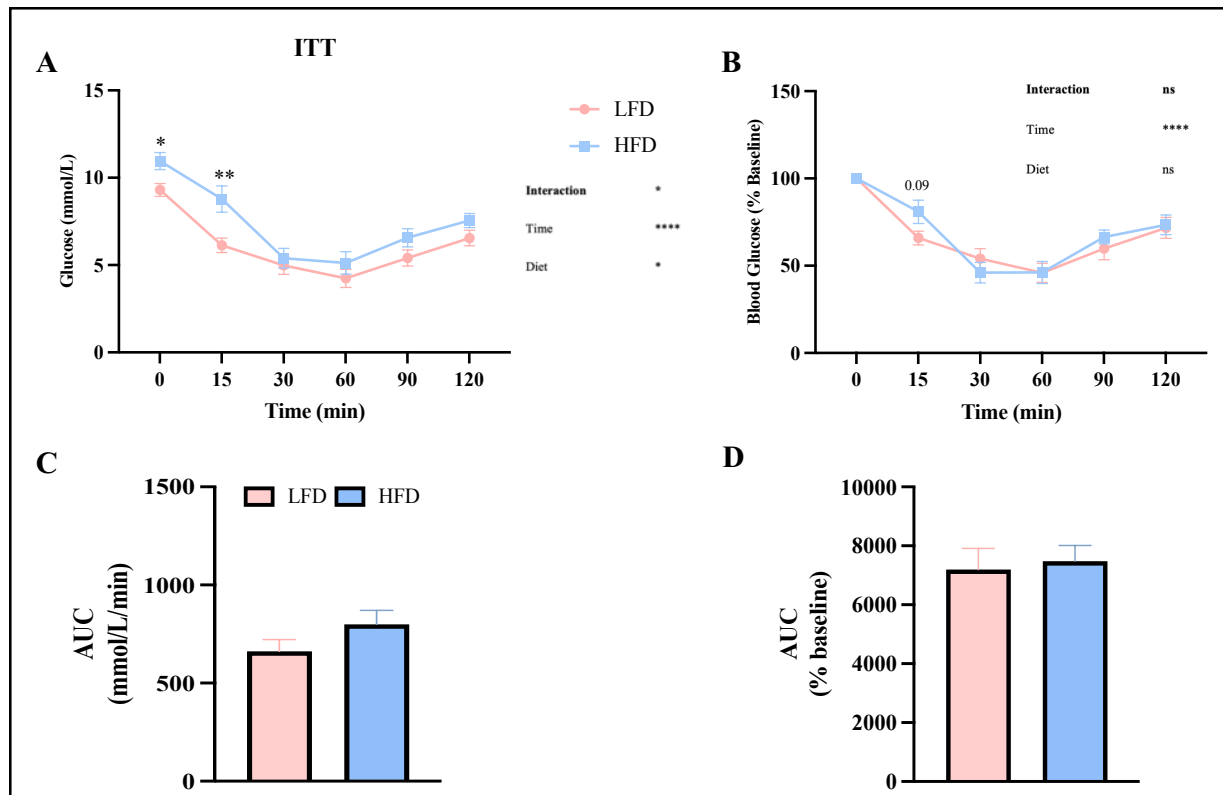 ITT
A
15
10
5
0
Glucose (mmol/L)
* **
0 15 30 60 90 120
Time (min)
LFD
HFD
Interaction *
Time ****
Diet *
B
150
100
50
0
Blood Glucose (% Baseline)
0.09
0 15 30 60 90 120
Time (min)
Interaction ns
Time ****
Diet ns
C
1500
1000
500
0
AUC
(mmol/L/min)
LFD HFD
D
10000
8000
6000
4000
2000
0
AUC
(% baseline)